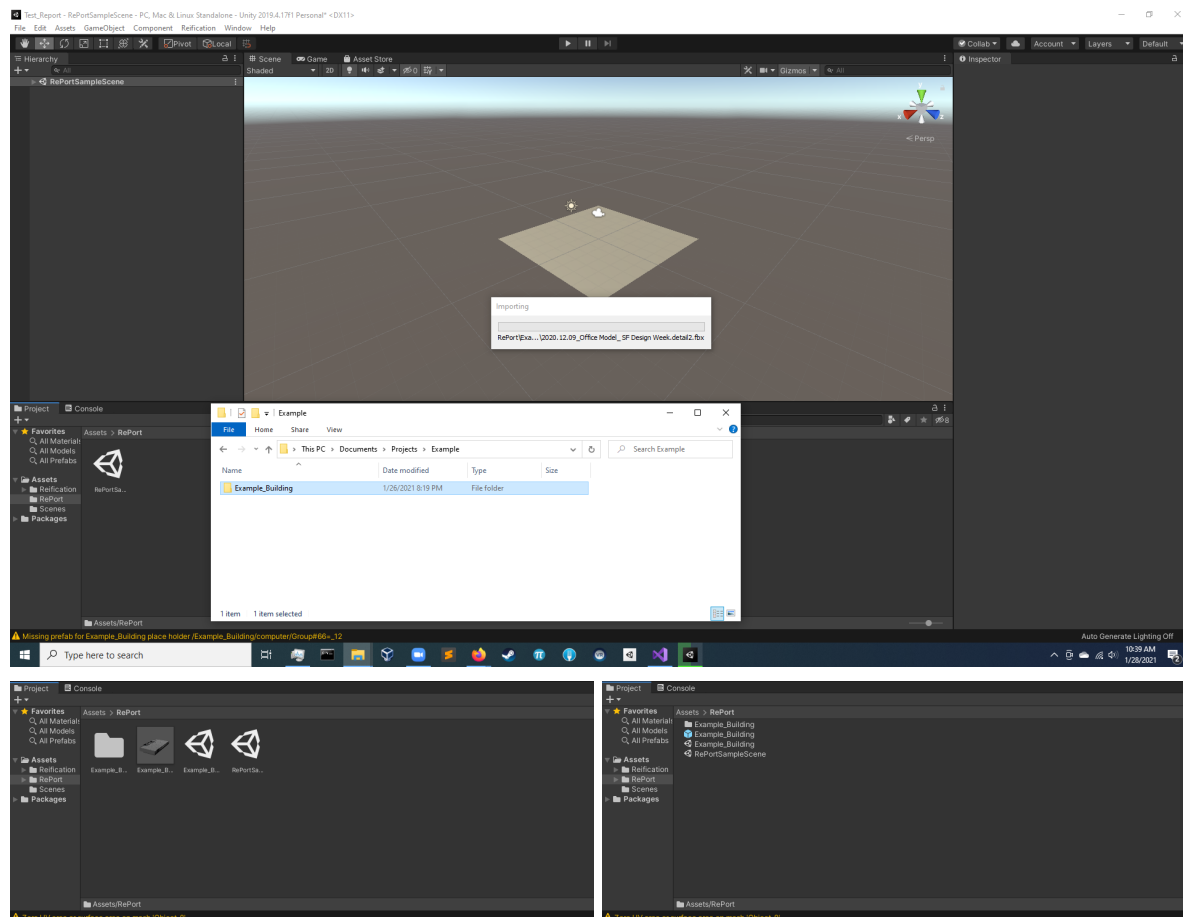 Test_Report - RePortSampleScene - PC, Mac & Linux Standalone - Unity 2019.4.17f1 Personal* <DX11>
File Edit Assets GameObject Component Reification Window Help
Pivot Local Collab Account Layers Default
Hierarchy Scene Game Asset Store Inspector
All Shaded 2D 0 Gizmos All
RePortSampleScene
Y
X Z
Persp
Importing
RePort\Exa...\2020.12.09_Office Model_ SF Design Week.detail2.fbx
Project Console
8
Favorites
All Materials
All Models
All Prefabs
Assets
Reification
RePort
Scenes
Packages
Assets > RePort
RePortSa...
Assets/RePort
Example
File Home Share View
This PC > Documents > Projects > Example
Search Example
Name Date modified Type Size
Example_Building 1/26/2021 8:19 PM File folder
1 item 1 item selected
Missing prefab for Example_Building place holder /Example_Building/computer/Group#66=_12
Auto Generate Lighting Off
Type here to search
10:39 AM
1/28/2021
2
Project Console
Favorites
All Materials
All Models
All Prefabs
Assets
Reification
RePort
Scenes
Packages
Assets > RePort
Example_B... Example_B... Example_B... RePortSa...
Assets/RePort
Project Console
Favorites
All Materials
All Models
All Prefabs
Assets
Reification
RePort
Scenes
Packages
Assets > RePort
Example_Building
Example_Building
Example_Building
RePortSampleScene
Assets/RePort